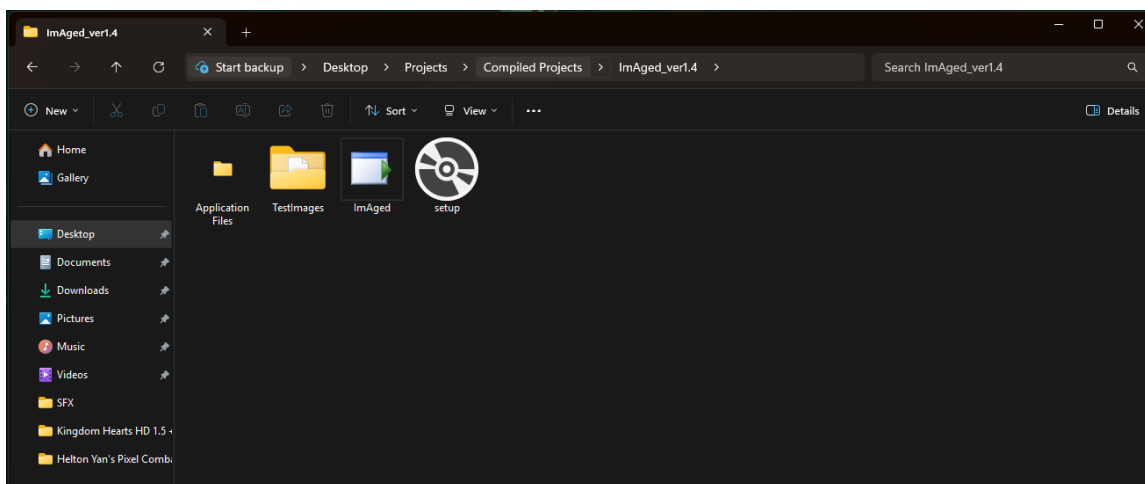 ImAged_ver1.4
Start backup > Desktop > Projects > Compiled Projects > ImAged_ver1.4 >
Search ImAged_ver1.4
New
Sort
View
Details
Home
Gallery
Desktop
Documents
Downloads
Pictures
Music
Videos
SFX
Kingdom Hearts HD 1.5 +
Helton Yan's Pixel Comb
Application
Files
TestImages
ImAged
setup